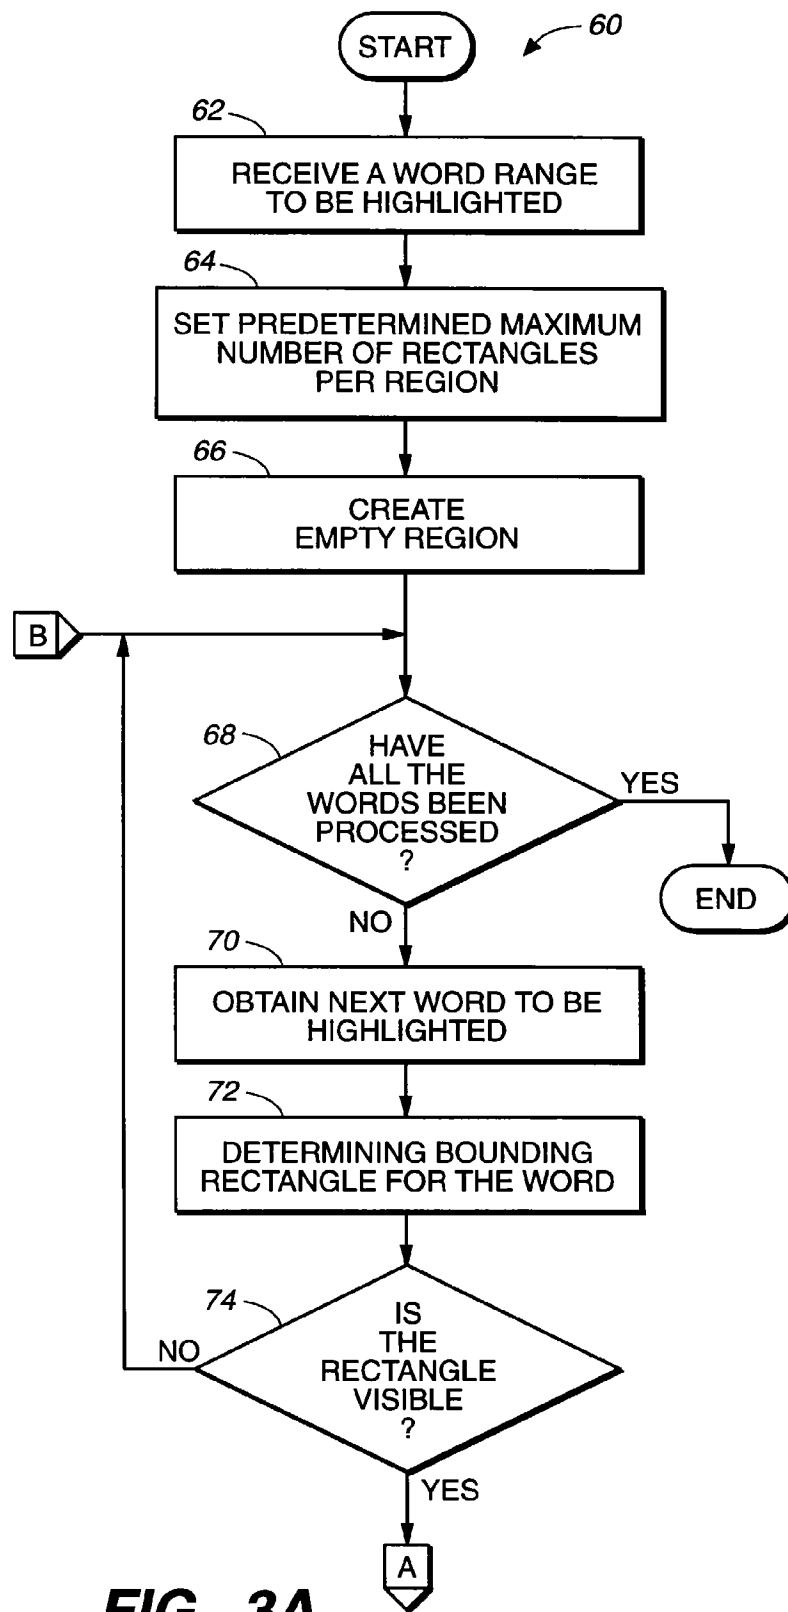 START
60
62
RECEIVE A WORD RANGE
TO BE HIGHLIGHTED
64
SET PREDETERMINED MAXIMUM
NUMBER OF RECTANGLES
PER REGION
66
CREATE
EMPTY REGION
B
68
HAVE
ALL THE
WORDS BEEN
PROCESSED
?
YES
END
NO
70
OBTAIN NEXT WORD TO BE
HIGHLIGHTED
72
DETERMINING BOUNDING
RECTANGLE FOR THE WORD
74
IS
THE
RECTANGLE
VISIBLE
?
NO
YES
A
FIG._3A